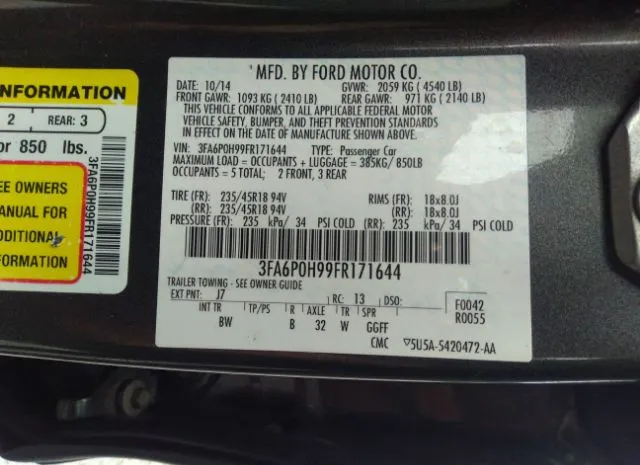 NFORMATION
2 REAR: 3
or 850 lbs.
EE OWNERS
ANUAL FOR
DDITIONAL
FORMATION
3FA6P0H99FR171644
MFD. BY FORD MOTOR CO.
10/14 GVWR: 2059 KG ( 4540 LB)
FRONT GAWR: 1093 KG ( 2410 LB) REAR GAWR: 971 KG ( 2140 LB)
THIS VEHICLE CONFORMS TO ALL APPLICABLE FEDERAL MOTOR
VEHICLE SAFETY, BUMPER, AND THEFT PREVENTION STANDARDS
IN EFFECT ON THE DATE OF MANUFACTURE SHOWN ABOVE.
VIN: 3FA6P0H99FR171644 TYPE: Passenger Car
MAXIMUM LOAD = OCCUPANTS + LUGGAGE = 385KG/850LB
OCCUPANTS = 5 TOTAL; 2 FRONT, 3 REAR
TIRE (FR): 235/45R18 94V RIMS (FR): 18x8.0J
(RR): 235/45R18 94V (RR): 18x8.0J
PRESSURE (FR): 235 kPa/ 34 PSI COLD (RR): 235 kPa/ 34 PSI COLD
3FA6P0H99FR171644
TRAILER TOWING - SEE OWNER GUIDE
EXT PNT: J7 RC: 13 DSO: F0042
INT TR TP/PS R AXLE TR SPR R0055
BW B 32 W GGFF
CMC 5U5A-5420472-AA